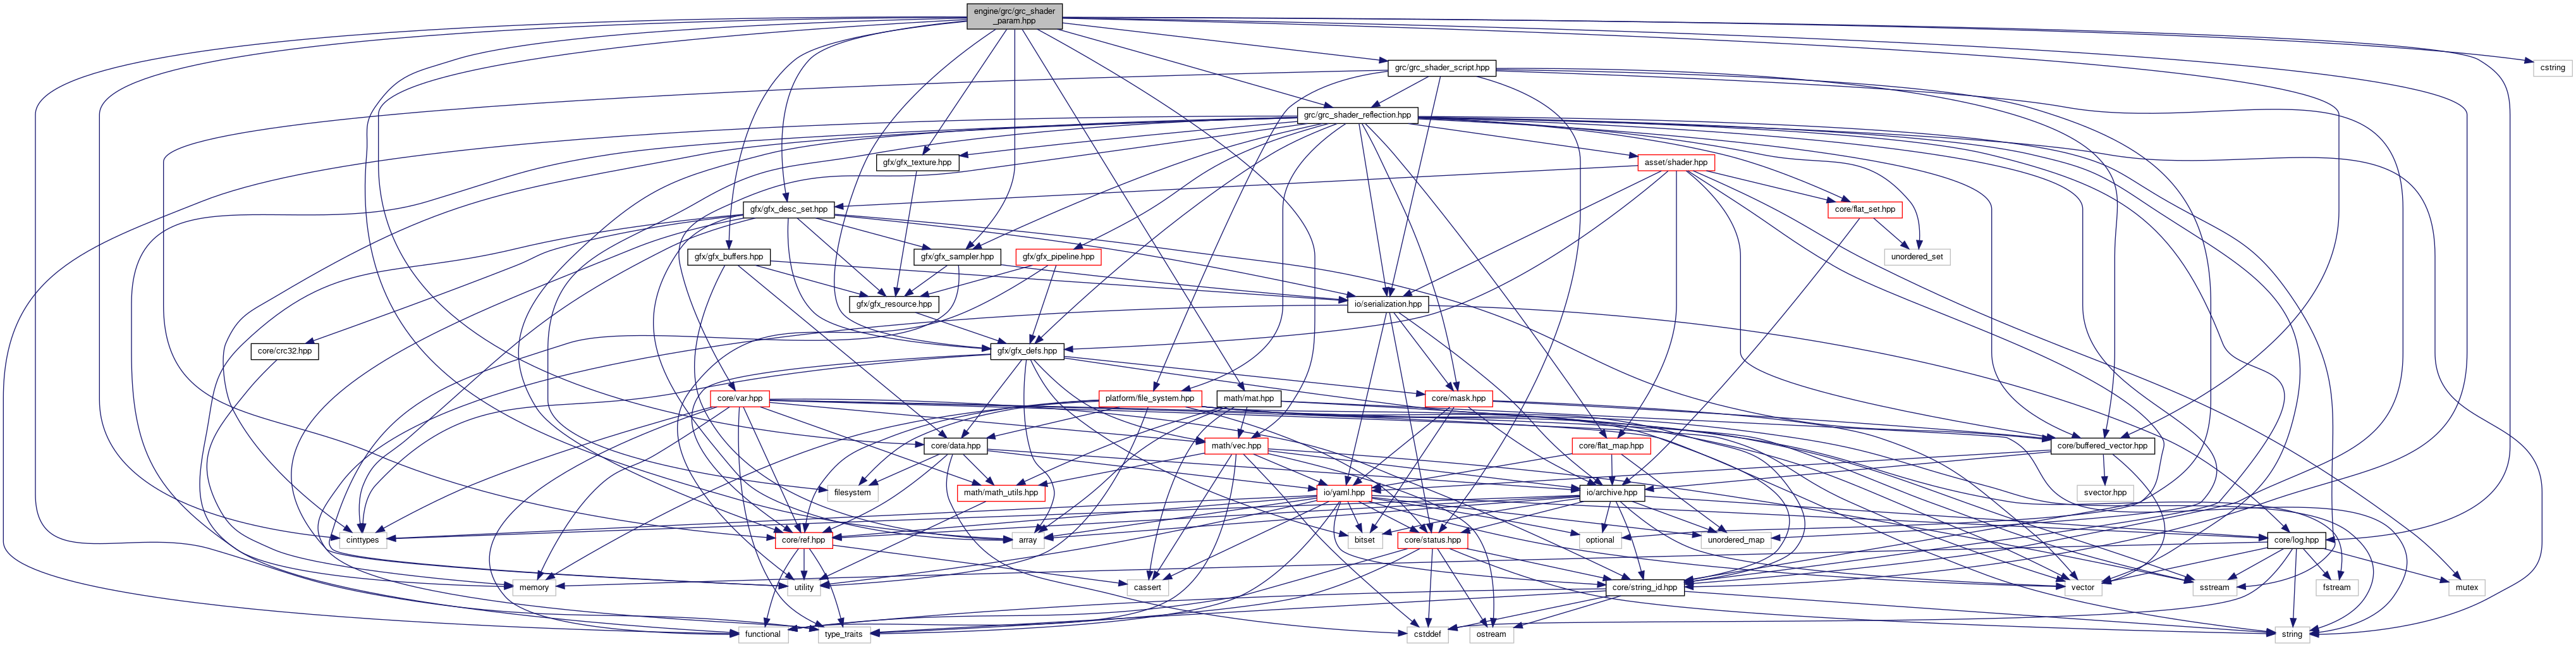 engine/grc/grc_shader
_param.hpp
grc/grc_shader_script.hpp
cstring
grc/grc_shader_reflection.hpp
gfx/gfx_texture.hpp
asset/shader.hpp
gfx/gfx_desc_set.hpp
core/flat_set.hpp
gfx/gfx_buffers.hpp
gfx/gfx_sampler.hpp
gfx/gfx_pipeline.hpp
unordered_set
gfx/gfx_resource.hpp
io/serialization.hpp
core/crc32.hpp
gfx/gfx_defs.hpp
core/var.hpp
platform/file_system.hpp
math/mat.hpp
core/mask.hpp
core/data.hpp
math/vec.hpp
core/flat_map.hpp
core/buffered_vector.hpp
filesystem
math/math_utils.hpp
io/yaml.hpp
io/archive.hpp
svector.hpp
cinttypes
core/ref.hpp
array
bitset
core/status.hpp
optional
unordered_map
core/log.hpp
memory
utility
cassert
core/string_id.hpp
vector
sstream
fstream
mutex
functional
type_traits
cstddef
ostream
string